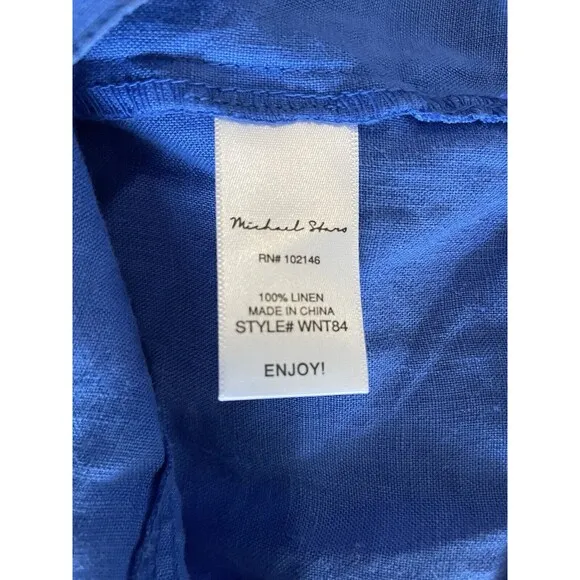 Michael Stars
RN# 102146
100% LINEN
MADE IN CHINA
STYLE# WNT84
ENJOY!